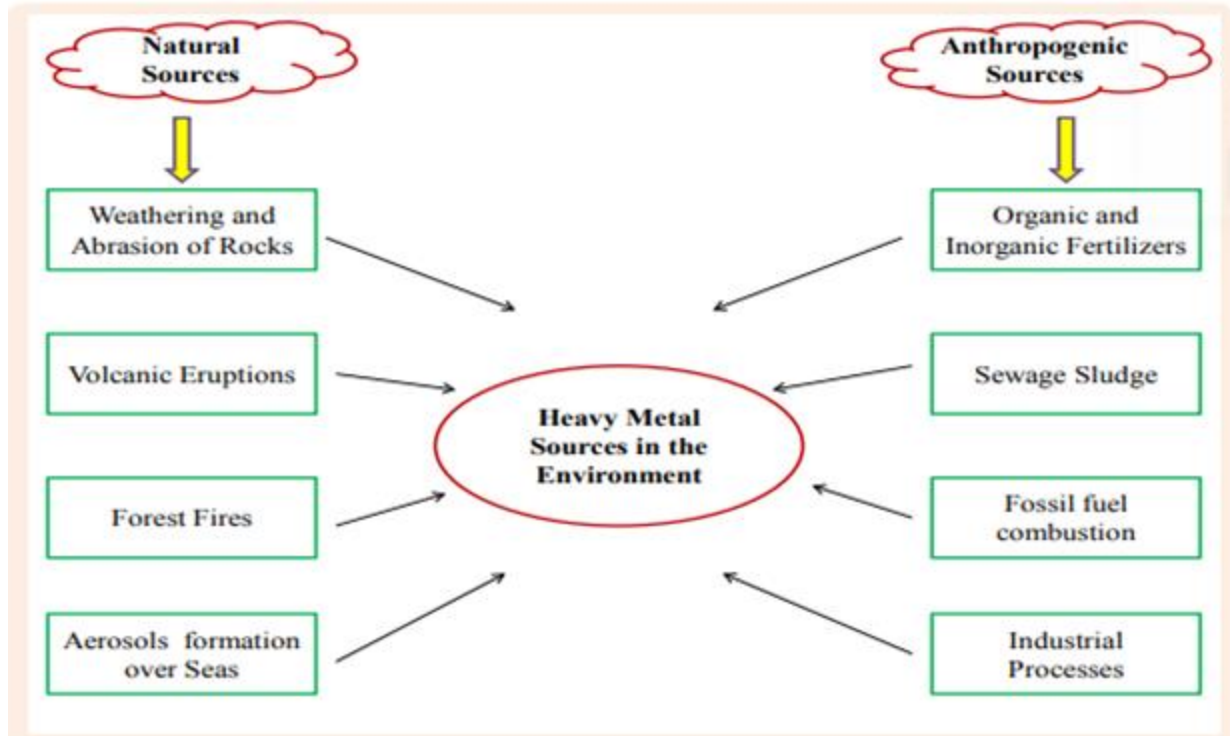 Natural
Sources
Anthropogenic
Sources
Weathering and
Abrasion of Rocks
Organic and
Inorganic Fertilizers
Volcanic Eruptions
Sewage Sludge
Heavy Metal
Sources in the
Environment
Forest Fires
Fossil fuel
combustion
Aerosols formation
over Seas
Industrial
Processes